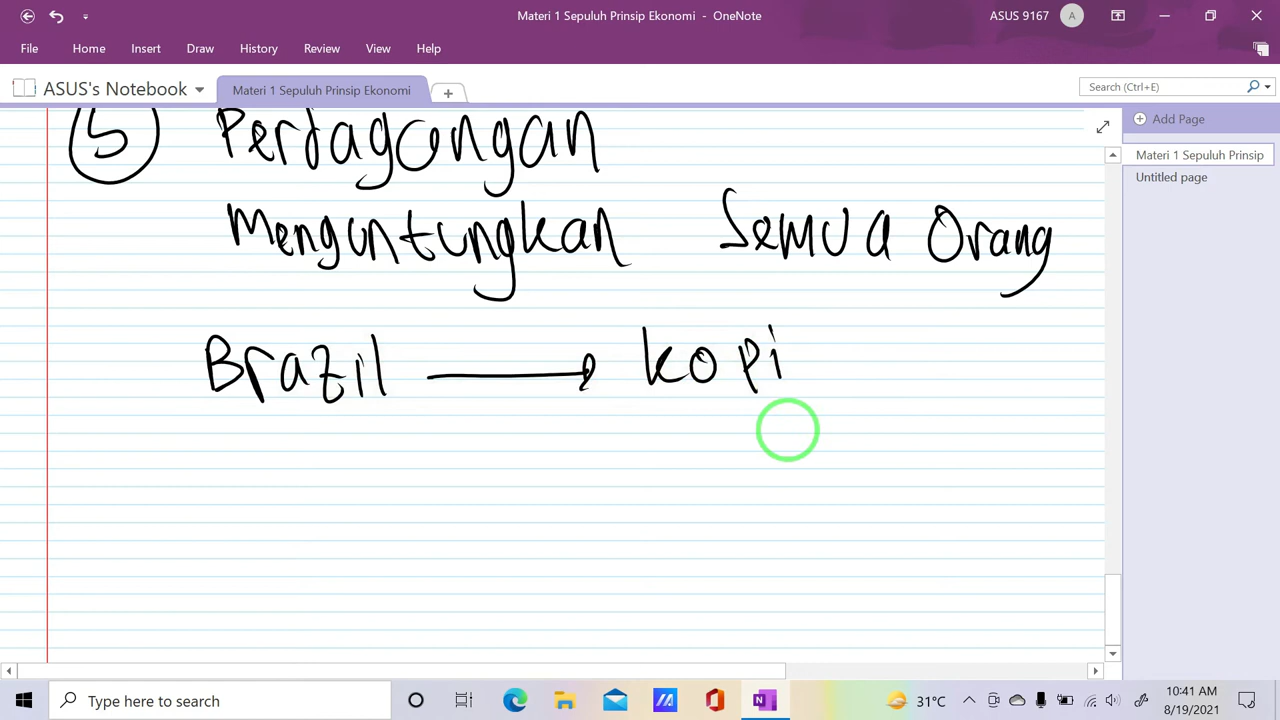 Materi 1 Sepuluh Prinsip Ekonomi - OneNote
ASUS 9167
A
File Home Insert Draw History Review View Help
ASUS's Notebook
Materi 1 Sepuluh Prinsip Ekonomi
Search (Ctrl+E)
Add Page
Materi 1 Sepuluh Prinsip
Untitled page
5 Perdagangan
Menguntungkan Semua Orang
Brazil → kopi
Type here to search
31°C
10:41 AM
8/19/2021